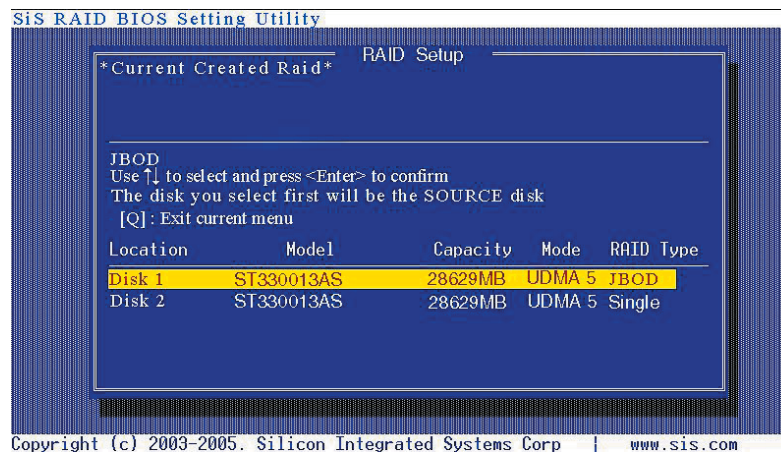 SiS RAID BIOS Setting Utility
RAID Setup
*Current Created Raid*
JBOD
Use ↑↓ to select and press <Enter> to confirm
The disk you select first will be the SOURCE disk
[Q] : Exit current menu
Location Model Capacity Mode RAID Type
Disk 1 ST330013AS 28629MB UDMA 5 JBOD
Disk 2 ST330013AS 28629MB UDMA 5 Single
Copyright (c) 2003-2005. Silicon Integrated Systems Corp | www.sis.com